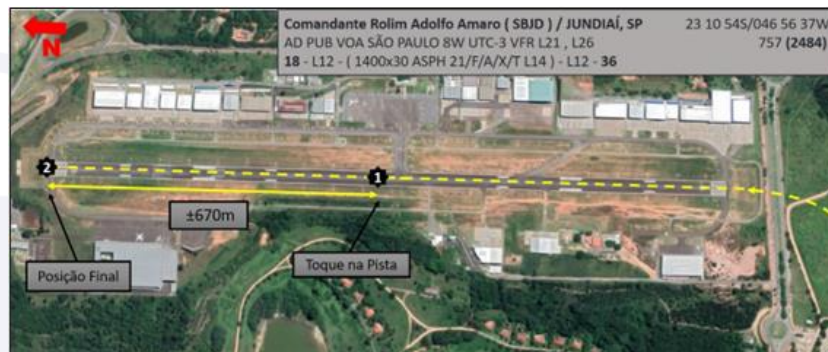 Comandante Rolim Adolfo Amaro ( SBJD ) / JUNDIAÍ, SP 23 10 54S/046 56 37W
AD PUB VOA SÃO PAULO 8W UTC-3 VFR L21 , L26 757 (2484)
18 - L12 - ( 1400x30 ASPH 21/F/A/X/T L14 ) - L12 - 36
N
2
1
±670m
Posição Final
Toque na Pista